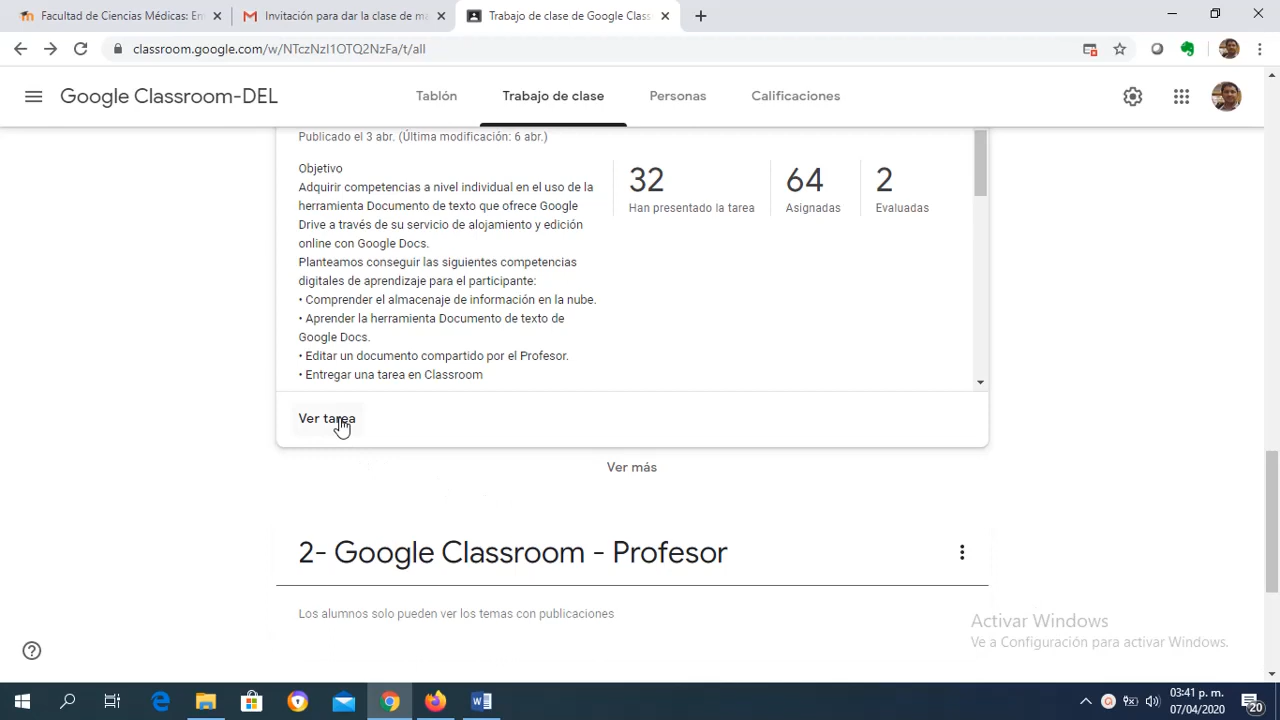 Facultad de Ciencias Médicas: En
Invitación para dar la clase de m
Trabajo de clase de Google Class
classroom.google.com/w/NTczNzI1OTQ2NzFa/t/all
Google Classroom-DEL
Tablón
Trabajo de clase
Personas
Calificaciones
Publicado el 3 abr. (Última modificación: 6 abr.)
Objetivo
Adquirir competencias a nivel individual en el uso de la
herramienta Documento de texto que ofrece Google
Drive a través de su servicio de alojamiento y edición
online con Google Docs.
Planteamos conseguir las siguientes competencias
digitales de aprendizaje para el participante:
• Comprender el almacenaje de información en la nube.
• Aprender la herramienta Documento de texto de
Google Docs.
• Editar un documento compartido por el Profesor.
• Entregar una tarea en Classroom
32
Han presentado la tarea
64
Asignadas
2
Evaluadas
Ver tarea
Ver más
2- Google Classroom - Profesor
Los alumnos solo pueden ver los temas con publicaciones
Activar Windows
Ve a Configuración para activar Windows.
03:41 p. m.
07/04/2020
20